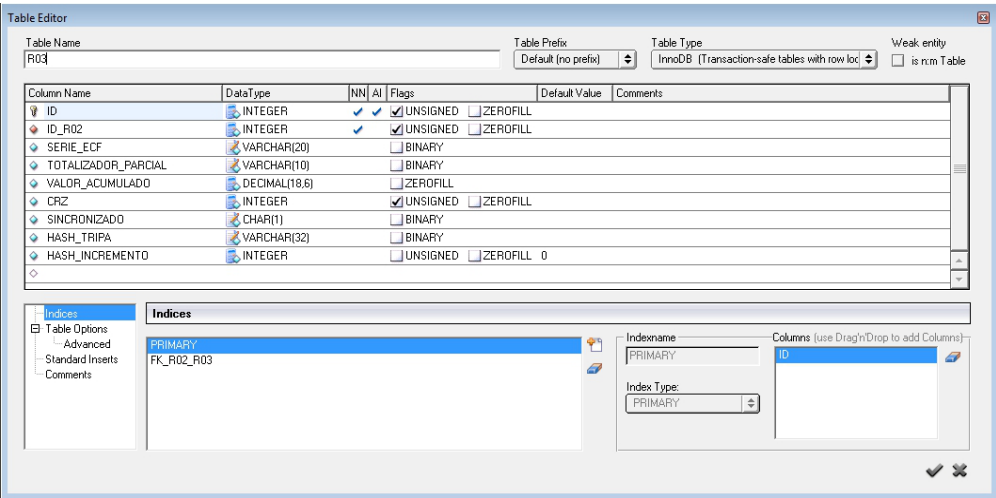 Table Editor
Table Name Table Prefix Table Type Weak entity
R03 Default (no prefix) InnoDB (Transaction-safe tables with row loc is n:m Table
Column Name DataType NN AI Flags Default Value Comments
ID INTEGER UNSIGNED ZEROFILL
ID_R02 INTEGER UNSIGNED ZEROFILL
SERIE_ECF VARCHAR(20) BINARY
TOTALIZADOR_PARCIAL VARCHAR(10) BINARY
VALOR_ACUMULADO DECIMAL(18,6) ZEROFILL
CRZ INTEGER UNSIGNED ZEROFILL
SINCRONIZADO CHAR(1) BINARY
HASH_TRIPA VARCHAR(32) BINARY
HASH_INCREMENTO INTEGER UNSIGNED ZEROFILL 0
Indices
Table Options
Advanced
Standard Inserts
Comments
Indices
PRIMARY
FK_R02_R03
Indexname
PRIMARY
Index Type:
PRIMARY
Columns (use Drag'n'Drop to add Columns)
ID